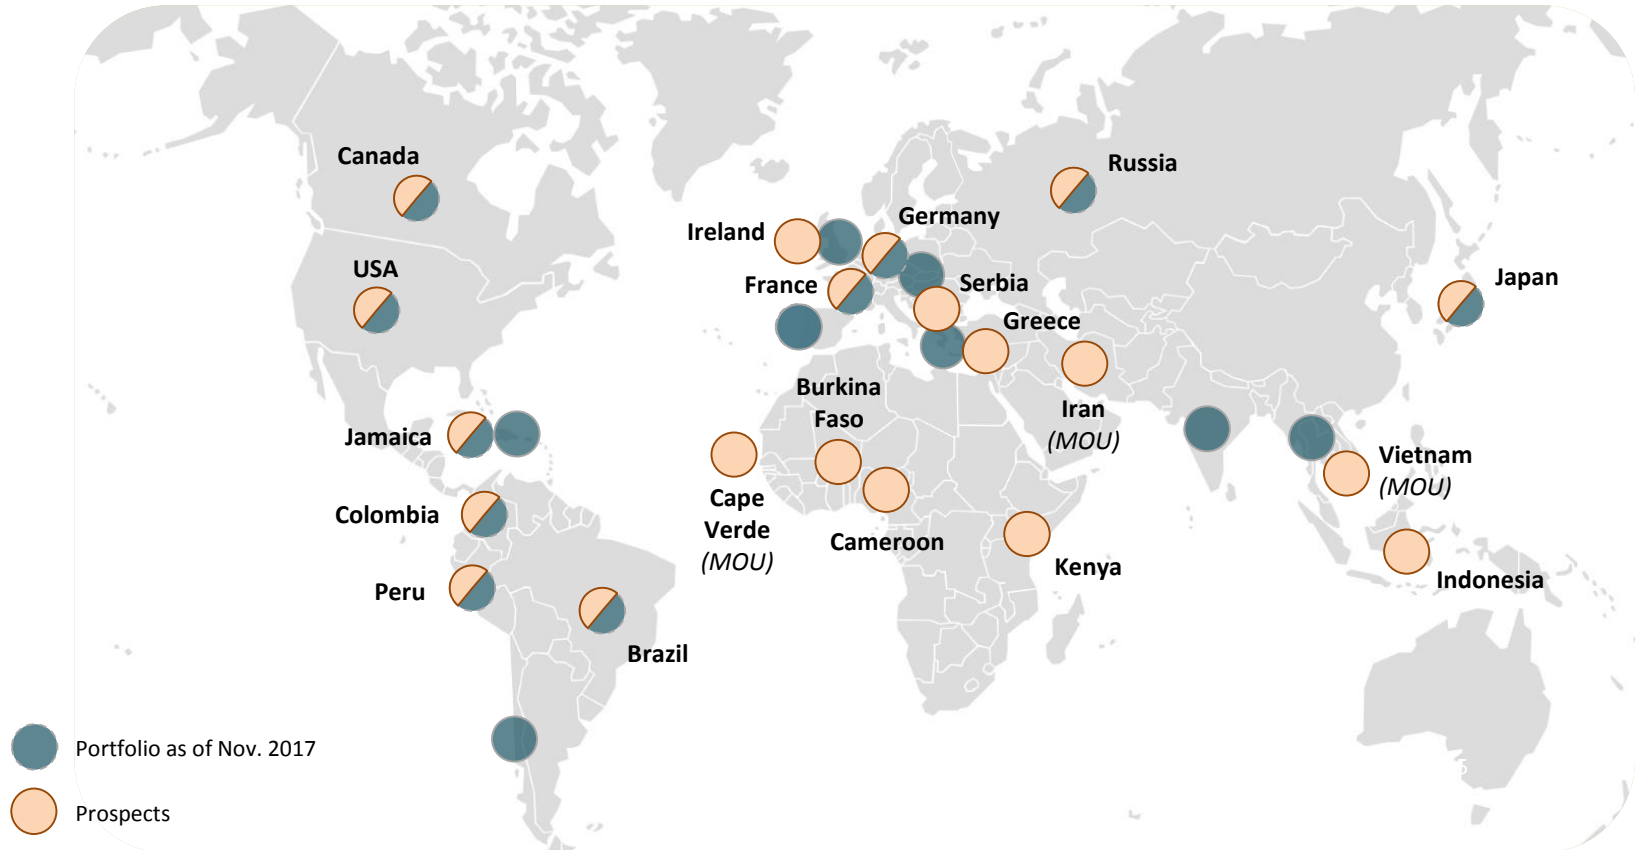 Canada
Russia
Ireland
Germany
USA
France
Serbia
Japan
Greece
Burkina
Faso
Iran
(MOU)
Jamaica
Vietnam
(MOU)
Cape
Verde
(MOU)
Colombia
Cameroon
Kenya
Indonesia
Peru
Brazil
Portfolio as of Nov. 2017
5
Prospects